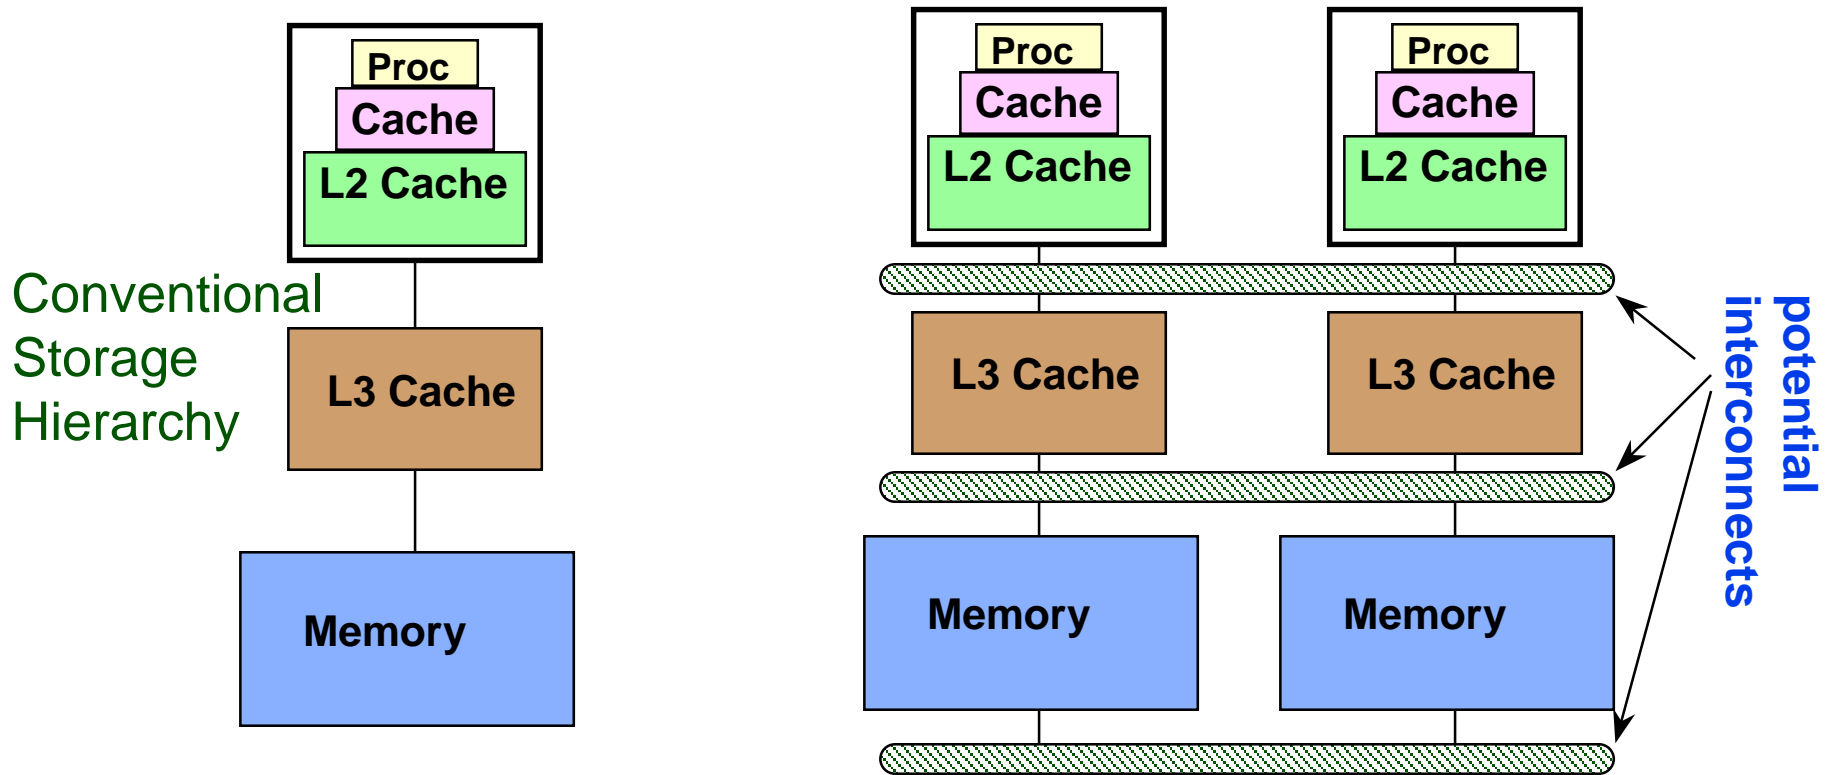 Proc
Cache
L2 Cache
Conventional
Storage
Hierarchy
L3 Cache
Memory
Proc
Cache
L2 Cache
L3 Cache
Memory
Proc
Cache
L2 Cache
L3 Cache
Memory
potential
interconnects